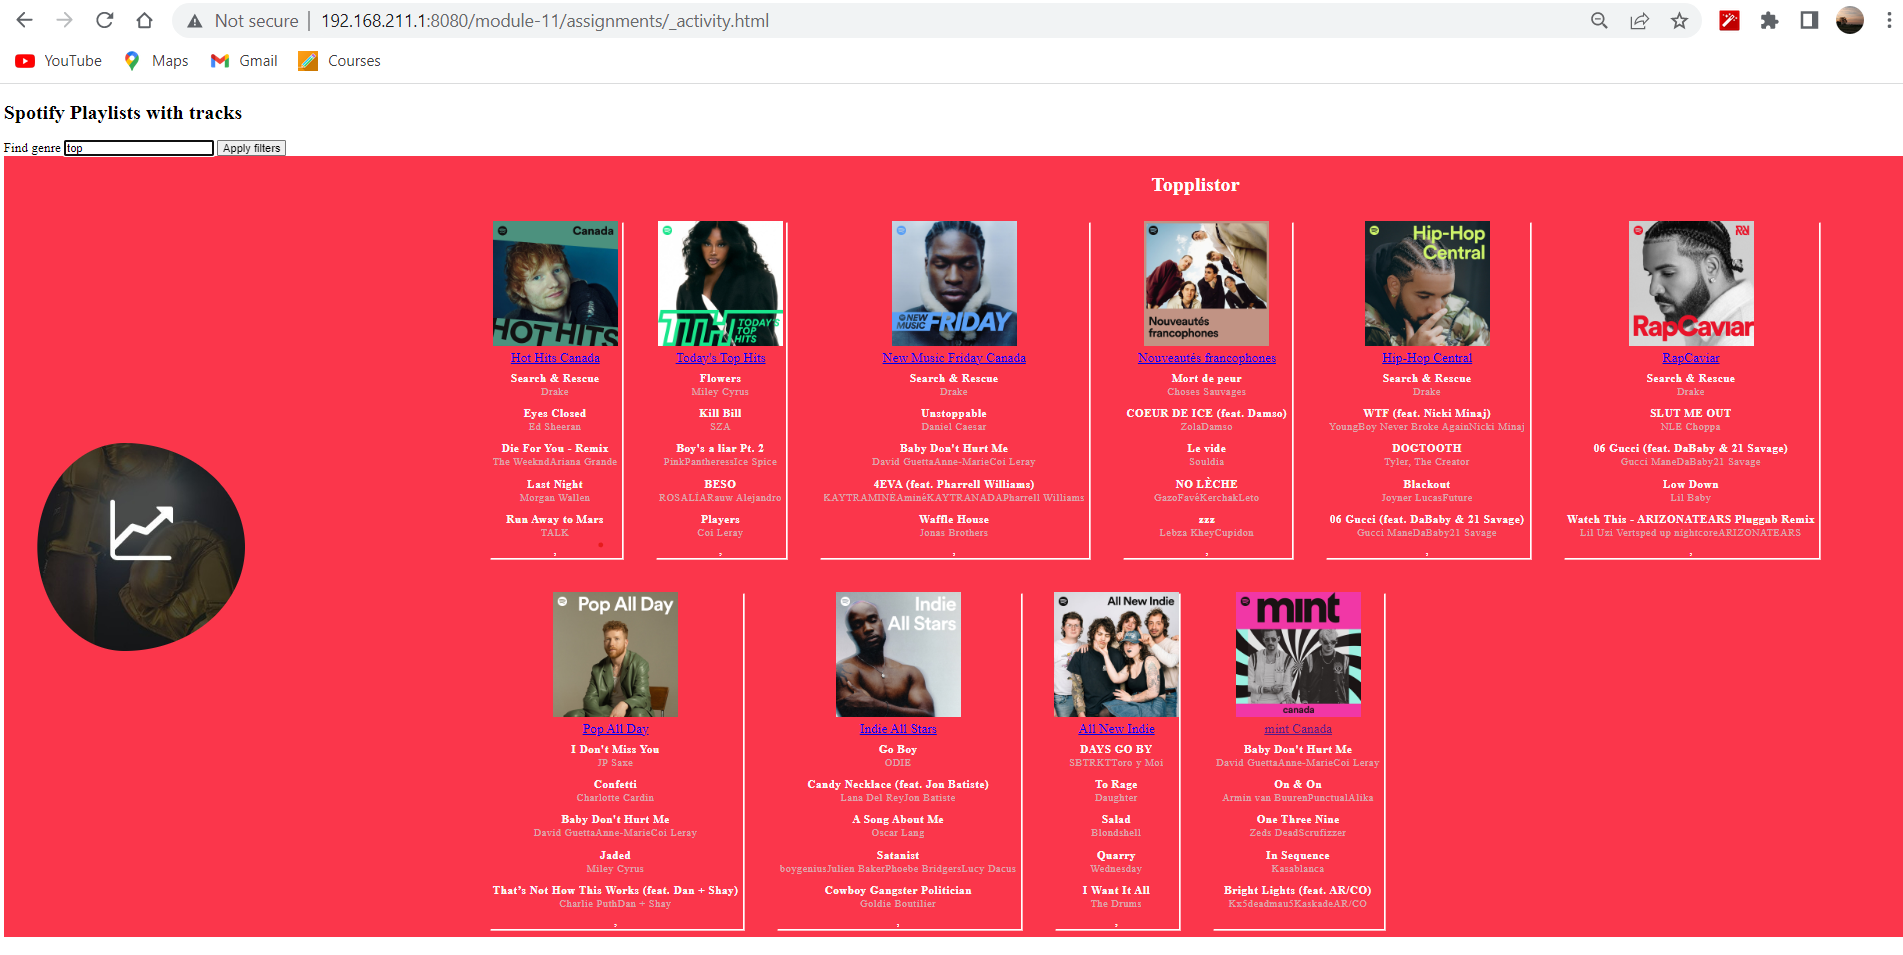 Not secure | 192.168.211.1:8080/module-11/assignments/_activity.html
YouTube Maps Gmail Courses
Spotify Playlists with tracks
Find genre top Apply filters
Topplistor
Canada
HOT HITS
Hot Hits Canada
Search & Rescue
Drake
Eyes Closed
Ed Sheeran
Die For You - Remix
The WeekndAriana Grande
Last Night
Morgan Wallen
Run Away to Mars
TALK
,
TTH TODAY'S
TOP
HITS
Today's Top Hits
Flowers
Miley Cyrus
Kill Bill
SZA
Boy's a liar Pt. 2
PinkPantheressIce Spice
BESO
ROSALÍARauw Alejandro
Players
Coi Leray
,
NEW
MUSIC FRIDAY
New Music Friday Canada
Search & Rescue
Drake
Unstoppable
Daniel Caesar
Baby Don't Hurt Me
David GuettaAnne-MarieCoi Leray
4EVA (feat. Pharrell Williams)
KAYTRAMINÉAminéKAYTRANADAPharrell Williams
Waffle House
Jonas Brothers
,
Nouveautés
francophones
Nouveautés francophones
Mort de peur
Choses Sauvages
COEUR DE ICE (feat. Damso)
ZolaDamso
Le vide
Souldia
NO LÈCHE
GazoFavéKerchakLeto
zzz
Lebza KheyCupidon
,
Hip-Hop
Central
Hip-Hop Central
Search & Rescue
Drake
WTF (feat. Nicki Minaj)
YoungBoy Never Broke AgainNicki Minaj
DOGTOOTH
Tyler, The Creator
Blackout
Joyner LucasFuture
06 Gucci (feat. DaBaby & 21 Savage)
Gucci ManeDaBaby21 Savage
,
RapCaviar
RapCaviar
Search & Rescue
Drake
SLUT ME OUT
NLE Choppa
06 Gucci (feat. DaBaby & 21 Savage)
Gucci ManeDaBaby21 Savage
Low Down
Lil Baby
Watch This - ARIZONATEARS Pluggnb Remix
Lil Uzi Vertsped up nightcoreARIZONATEARS
,
Pop All Day
Pop All Day
I Don't Miss You
JP Saxe
Confetti
Charlotte Cardin
Baby Don't Hurt Me
David GuettaAnne-MarieCoi Leray
Jaded
Miley Cyrus
That's Not How This Works (feat. Dan + Shay)
Charlie PuthDan + Shay
,
Indie
All Stars
Indie All Stars
Go Boy
ODIE
Candy Necklace (feat. Jon Batiste)
Lana Del ReyJon Batiste
A Song About Me
Oscar Lang
Satanist
boygeniusJulien BakerPhoebe BridgersLucy Dacus
Cowboy Gangster Politician
Goldie Boutilier
,
All New Indie
All New Indie
DAYS GO BY
SBTRKTToro y Moi
To Rage
Daughter
Salad
Blondshell
Quarry
Wednesday
I Want It All
The Drums
,
mint
canada
mint Canada
Baby Don't Hurt Me
David GuettaAnne-MarieCoi Leray
On & On
Armin van BuurenPunctualAlika
One Three Nine
Zeds DeadScrufizzer
In Sequence
Kasablanca
Bright Lights (feat. AR/CO)
Kx5deadmau5KaskadeAR/CO
,